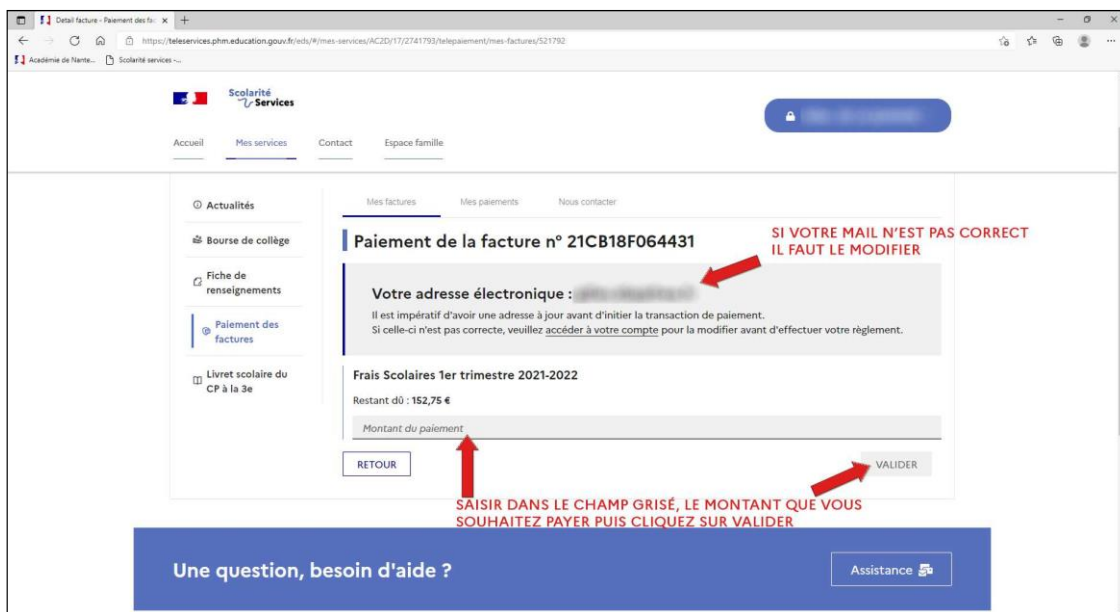 Detail facture - Paiement des fac
https://teleservices.phm.education.gouv.fr/eds/#/mes-services/AC2D/17/2741793/telepaiement/mes-factures/521792
Académie de Nante... Scolarité services -...
Scolarité
Services
Accueil Mes services Contact Espace famille
Actualités
Bourse de collège
Fiche de
renseignements
Paiement des
factures
Livret scolaire du
CP à la 3e
Mes factures Mes paiements Nous contacter
Paiement de la facture n° 21CB18F064431
SI VOTRE MAIL N'EST PAS CORRECT
IL FAUT LE MODIFIER
Votre adresse électronique :
Il est impératif d'avoir une adresse à jour avant d'initier la transaction de paiement.
Si celle-ci n'est pas correcte, veuillez accéder à votre compte pour la modifier avant d'effectuer votre règlement.
Frais Scolaires 1er trimestre 2021-2022
Restant dû : 152,75 €
Montant du paiement
RETOUR VALIDER
SAISIR DANS LE CHAMP GRISÉ, LE MONTANT QUE VOUS
SOUHAITEZ PAYER PUIS CLIQUEZ SUR VALIDER
Une question, besoin d'aide ? Assistance